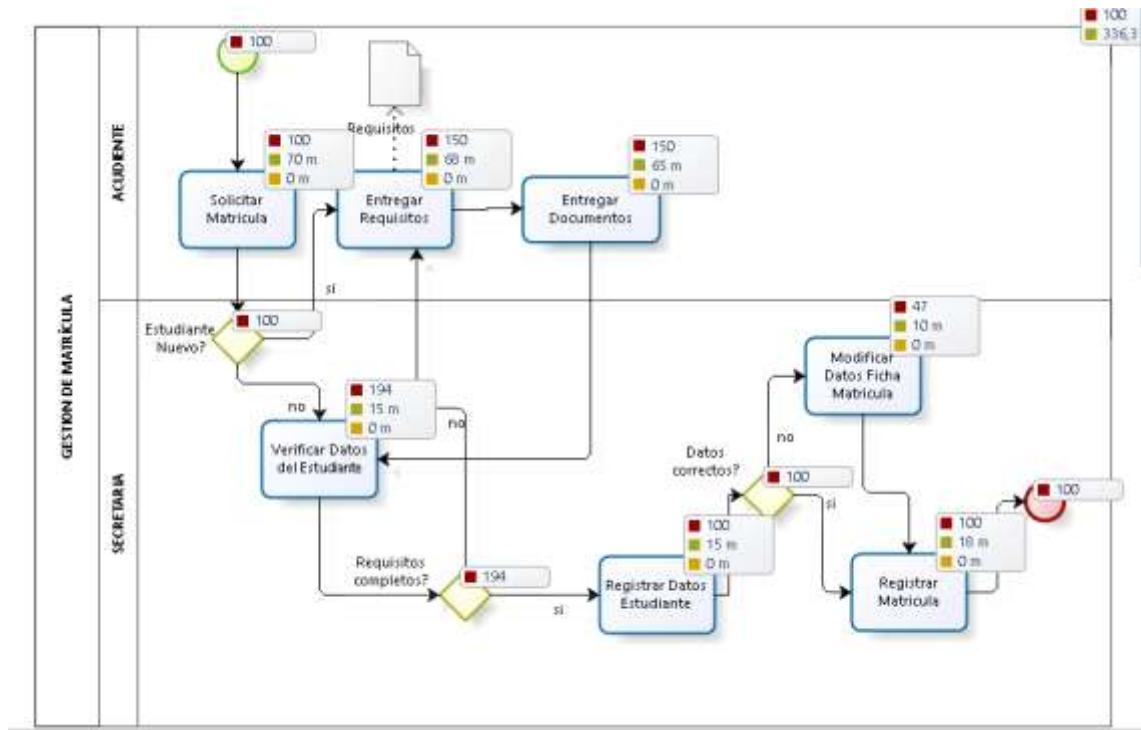 GESTION DE MATRÍCULA
ACUDIENTE
100
Requisitos
100
70 m
0 m
Solicitar
Matricula
150
68 m
0 m
Entregar
Requisitos
150
65 m
0 m
Entregar
Documentos
100
336,3
si
SECRETARIA
Estudiante
Nuevo?
100
no
194
15 m
0 m
no
Verificar Datos
del Estudiante
Requisitos
completos?
194
si
100
15 m
0 m
Registrar Datos
Estudiante
Datos
correctos?
100
no
si
47
10 m
0 m
Modificar
Datos Ficha
Matricula
100
18 m
0 m
Registrar
Matricula
100